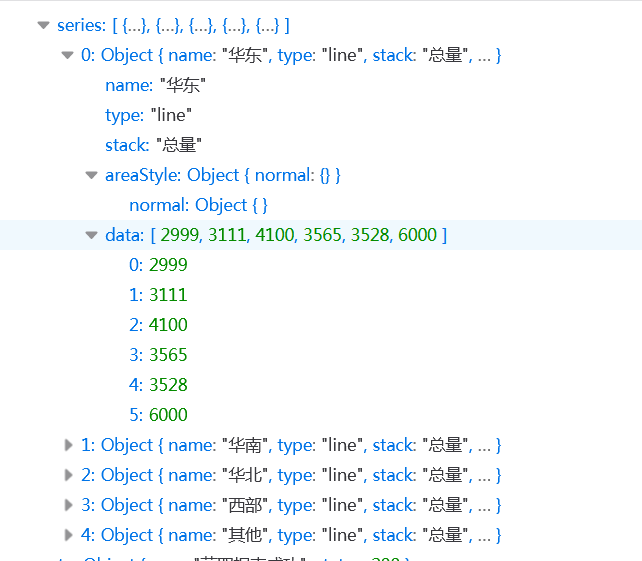 series: [ {…}, {…}, {…}, {…}, {…} ]
0: Object { name: "华东", type: "line", stack: "总量", … }
name: "华东"
type: "line"
stack: "总量"
areaStyle: Object { normal: {} }
normal: Object { }
data: [ 2999, 3111, 4100, 3565, 3528, 6000 ]
0: 2999
1: 3111
2: 4100
3: 3565
4: 3528
5: 6000
1: Object { name: "华南", type: "line", stack: "总量", … }
2: Object { name: "华北", type: "line", stack: "总量", … }
3: Object { name: "西部", type: "line", stack: "总量", … }
4: Object { name: "其他", type: "line", stack: "总量", … }